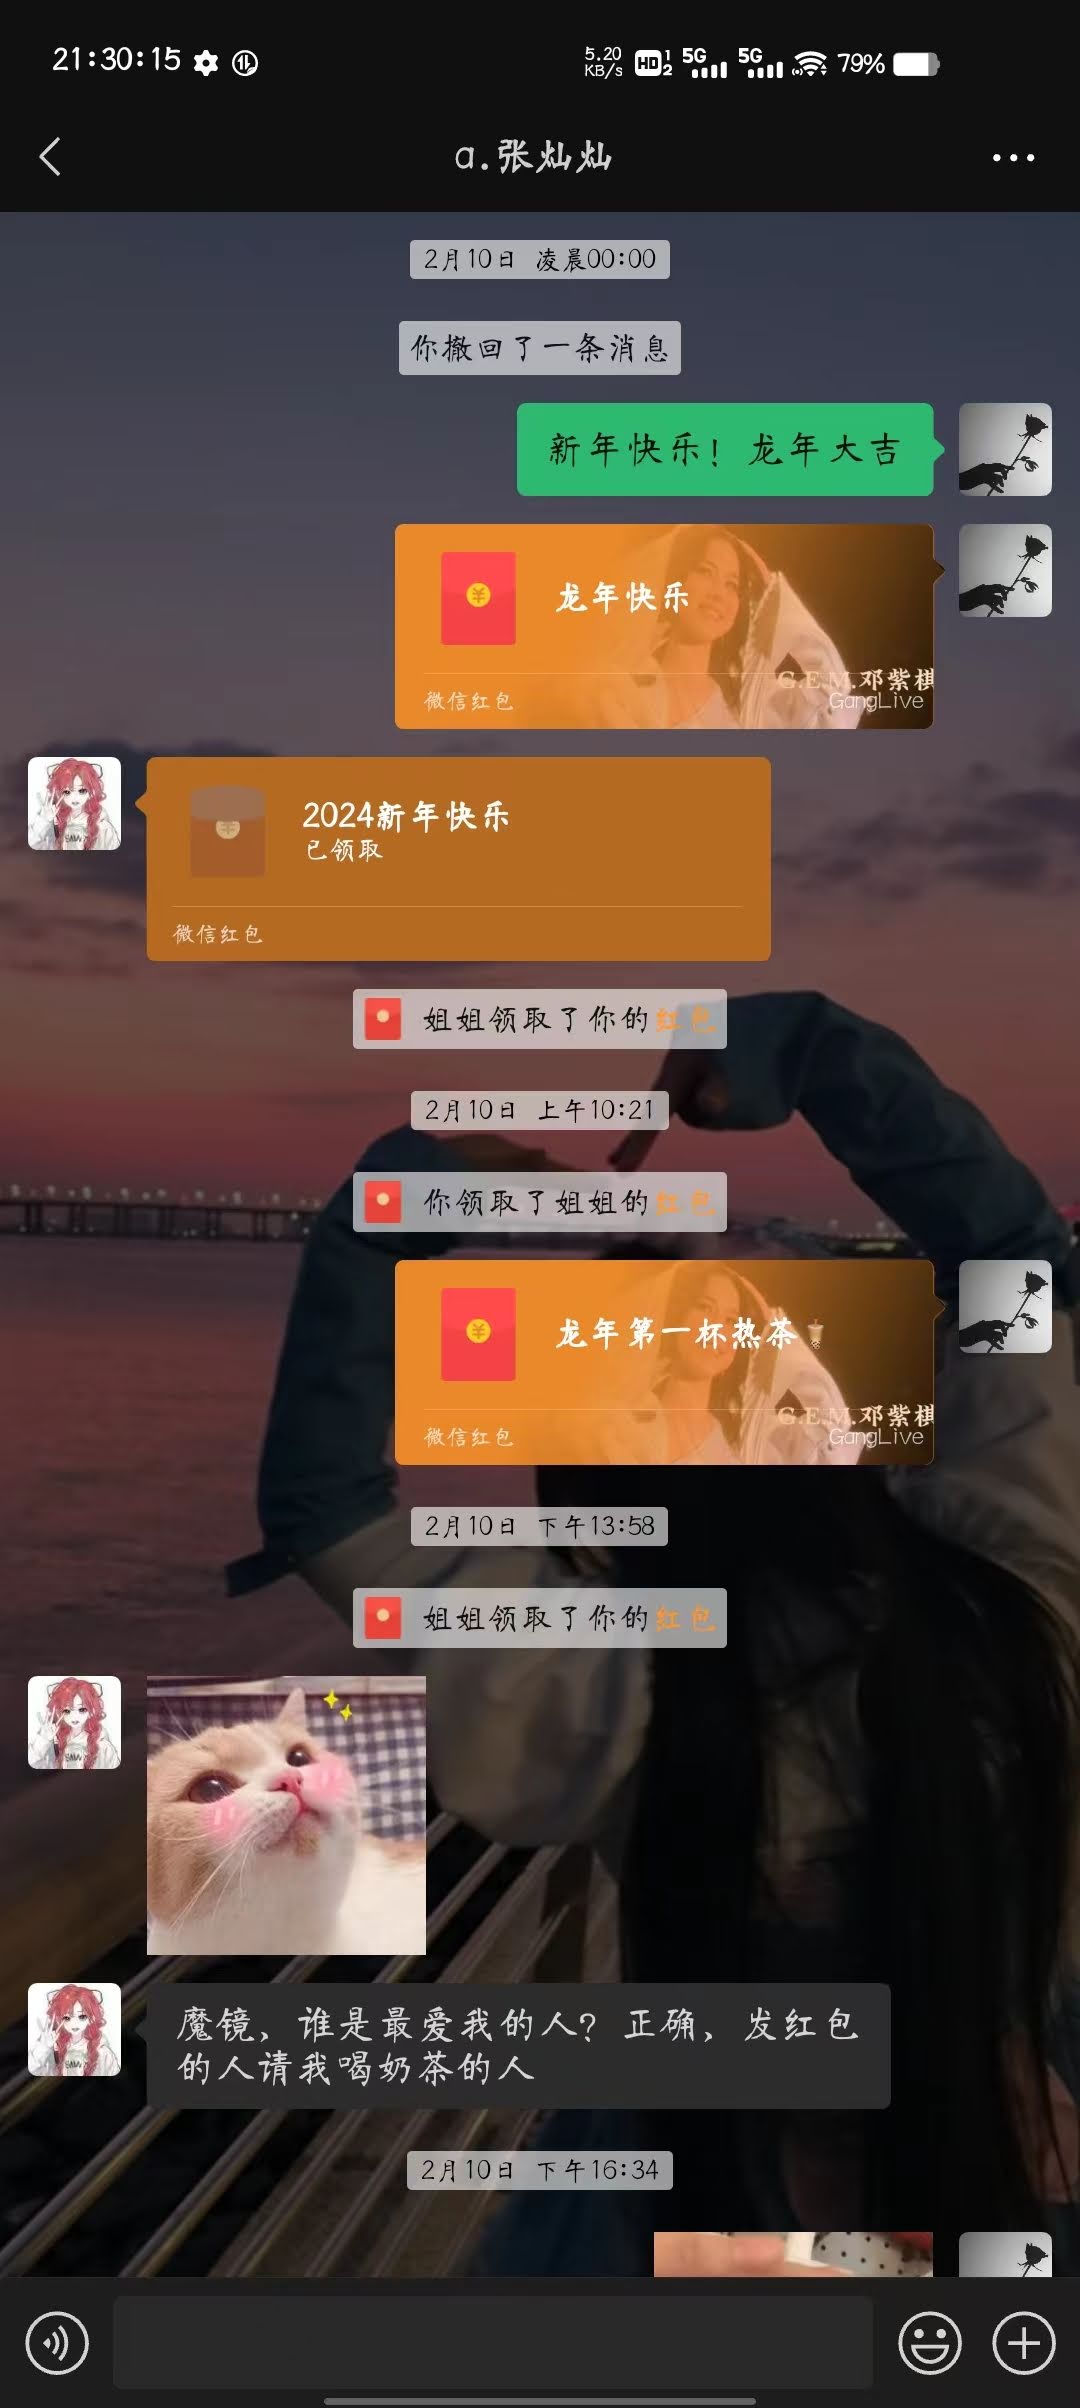 21:30:15
5.20 KB/s HD 1 2 5G 5G 79%
a.张灿灿
2月10日 凌晨00:00
你撤回了一条消息
新年快乐！龙年大吉
龙年快乐
G.E.M.邓紫棋
GangLive
微信红包
2024新年快乐
已领取
微信红包
姐姐领取了你的红包
2月10日 上午10:21
你领取了姐姐的红包
龙年第一杯热茶🧋
G.E.M.邓紫棋
GangLive
微信红包
2月10日 下午13:58
姐姐领取了你的红包
魔镜，谁是最爱我的人？正确，发红包
的人请我喝奶茶的人
2月10日 下午16:34